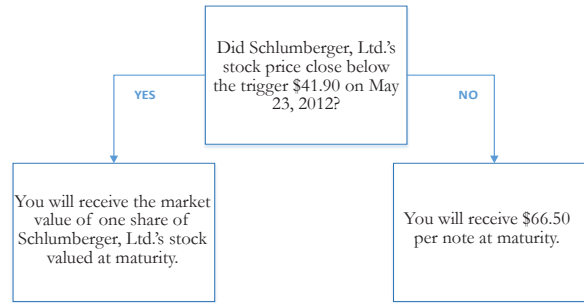 Did Schlumberger, Ltd.'s
stock price close below
the trigger $41.90 on May
23, 2012?
YES
NO
You will receive the market
value of one share of
Schlumberger, Ltd.'s stock
valued at maturity.
You will receive $66.50
per note at maturity.